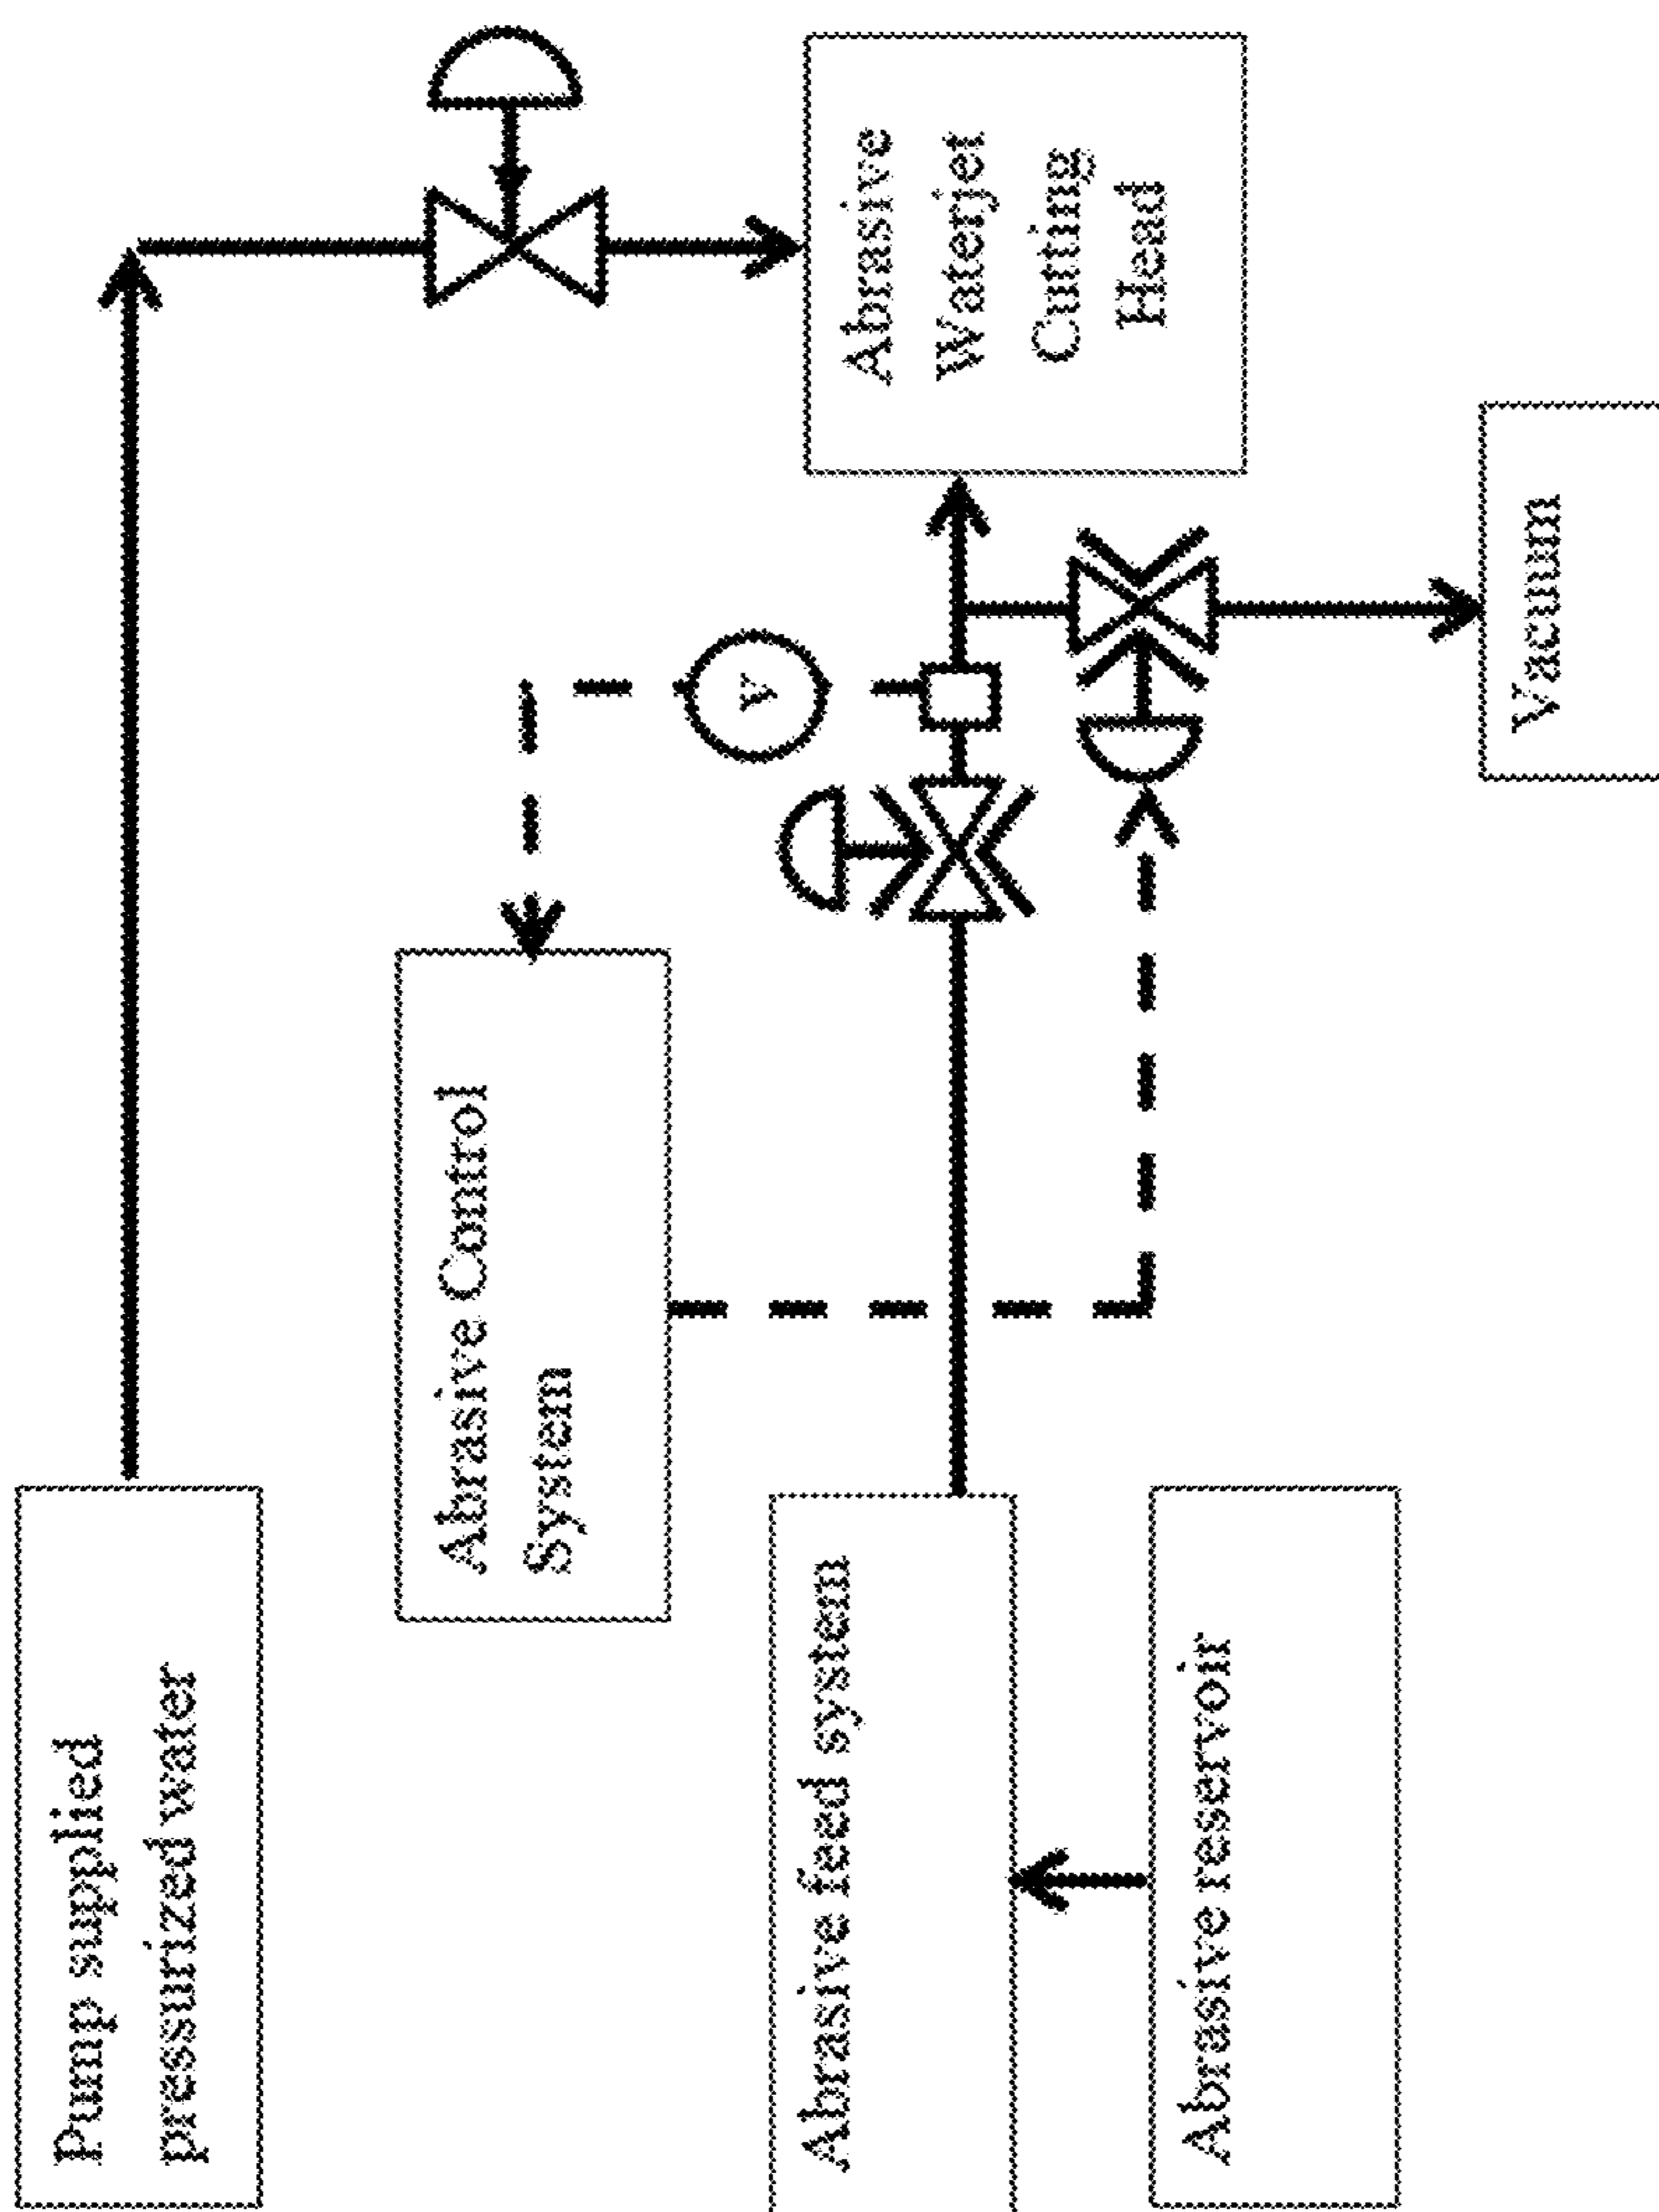 Pump supplied
pressurized water
Abrasive Control
System
Abrasive
Waterjet
Cutting
Head
V
Abrasive feed system
Abrasive reservoir
Vacuum